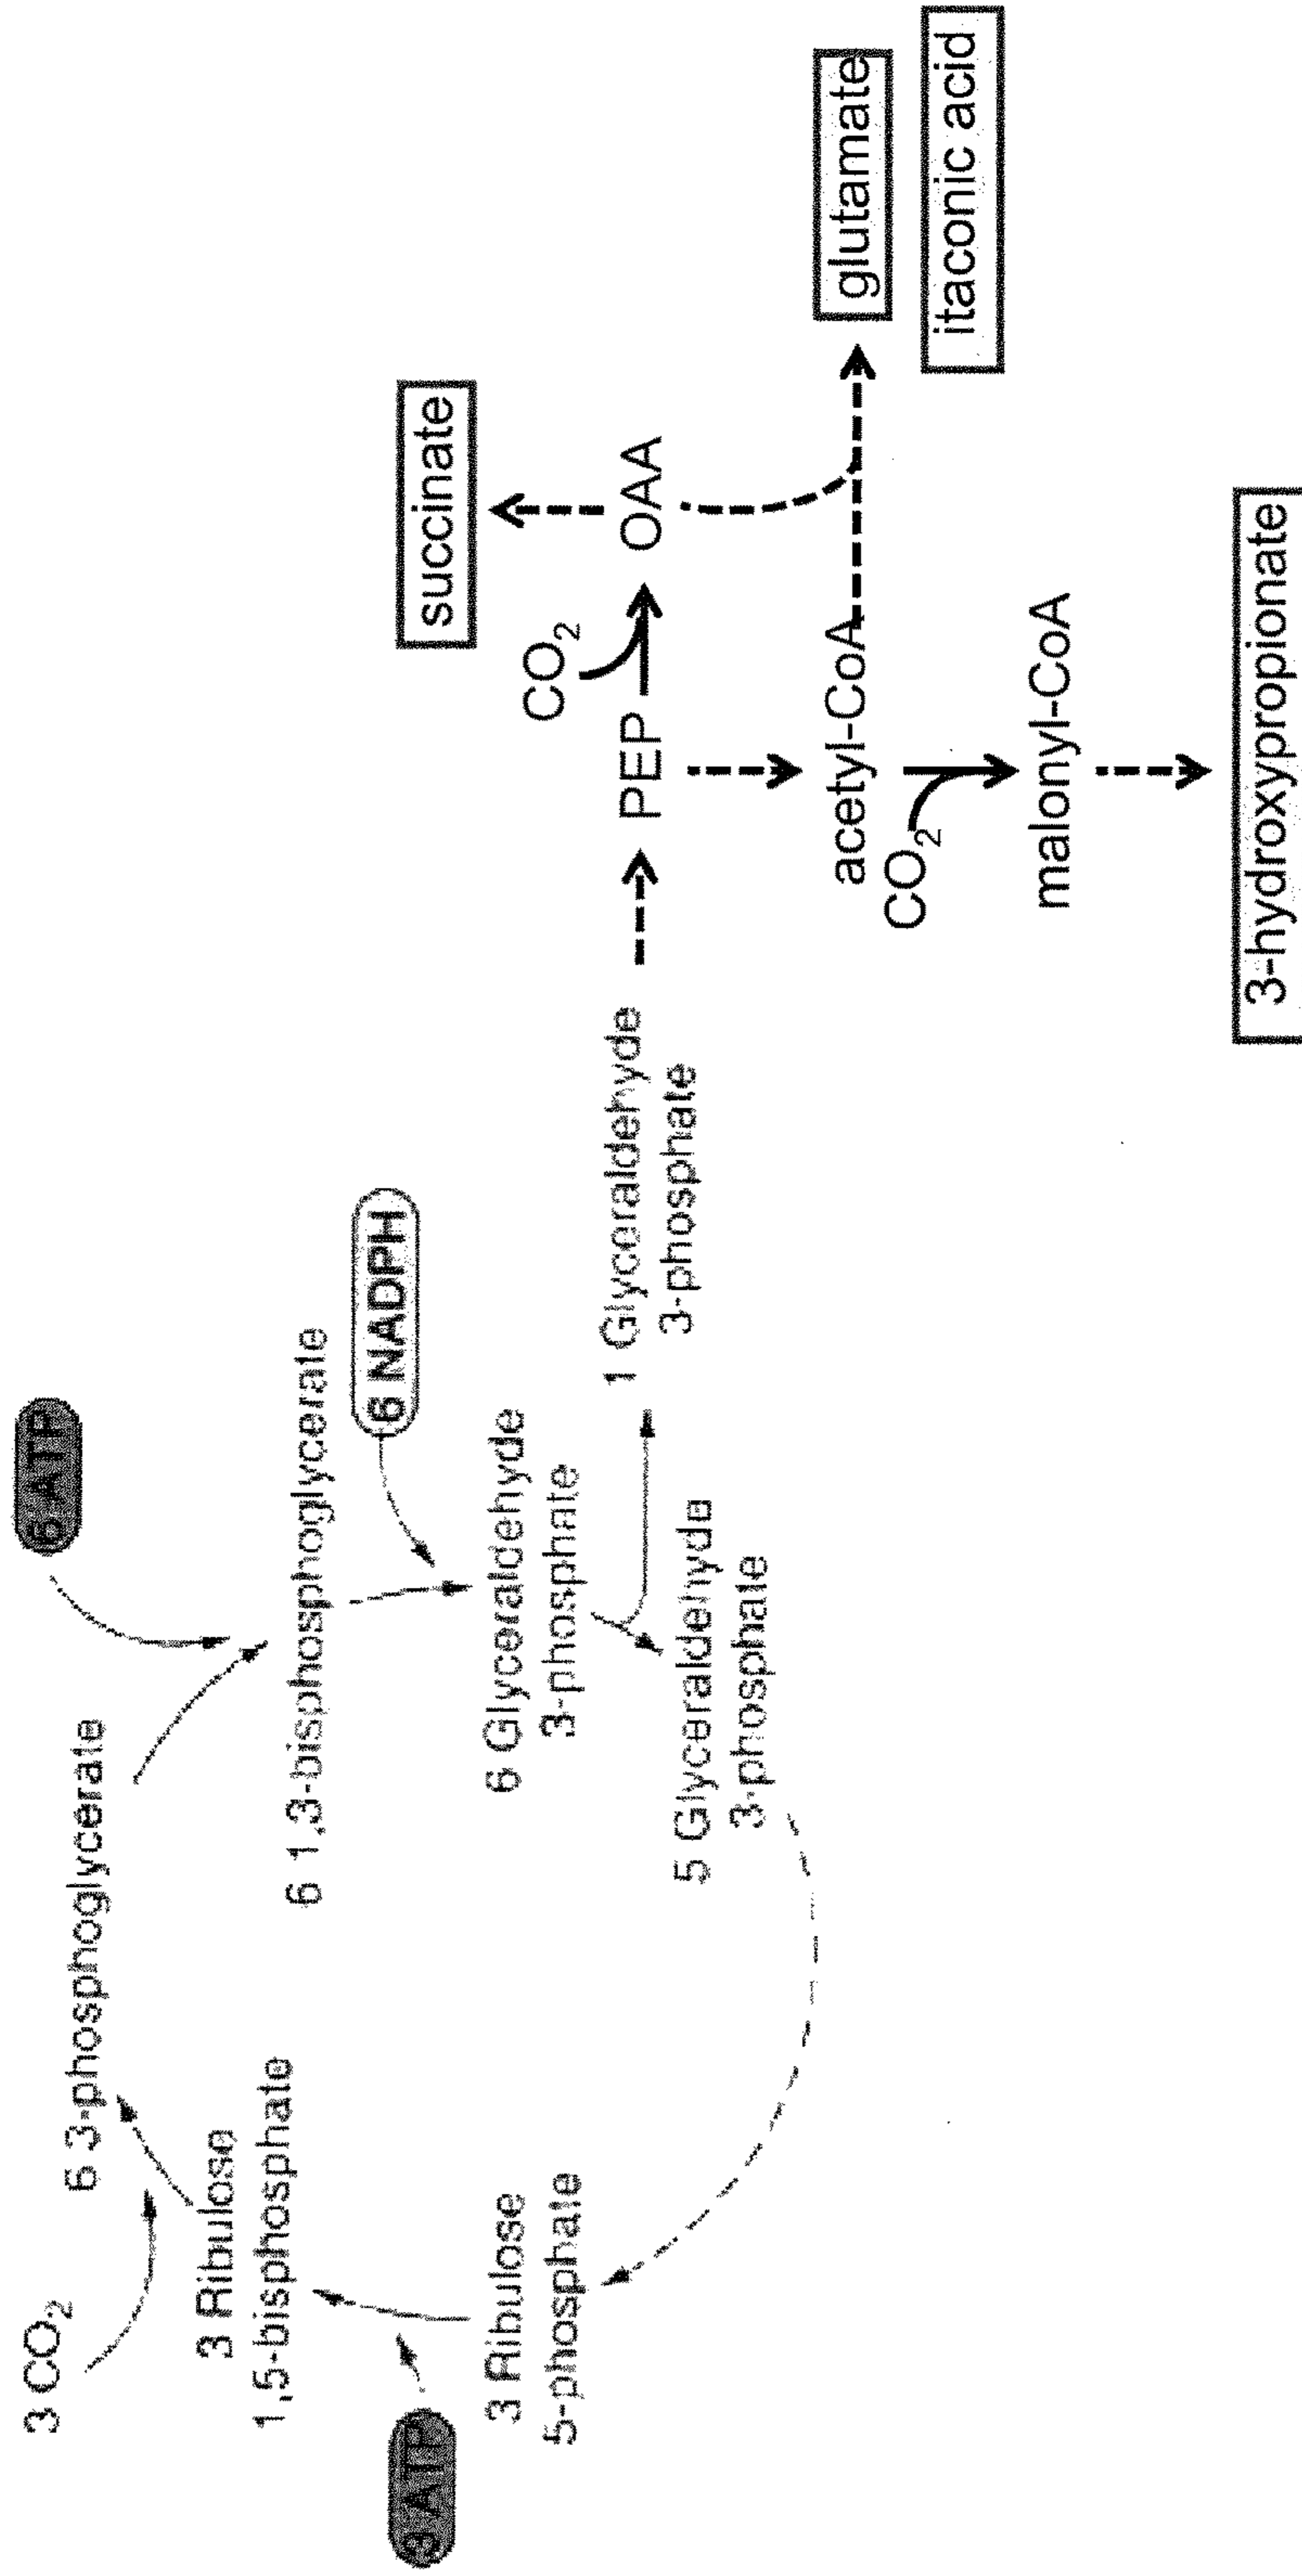 3 CO₂
6 3-phosphoglycerate
6 ATP
3 Ribulose
1,5-bisphosphate
6 1,3-bisphosphoglycerate
6 NADPH
3 ATP
3 Ribulose
5-phosphate
6 Glyceraldehyde
3-phosphate
5 Glyceraldehyde
3-phosphate
1 Glyceraldehyde
3-phosphate
succinate
CO₂
PEP
OAA
acetyl-CoA
glutamate
CO₂
itaconic acid
malonyl-CoA
3-hydroxypropionate